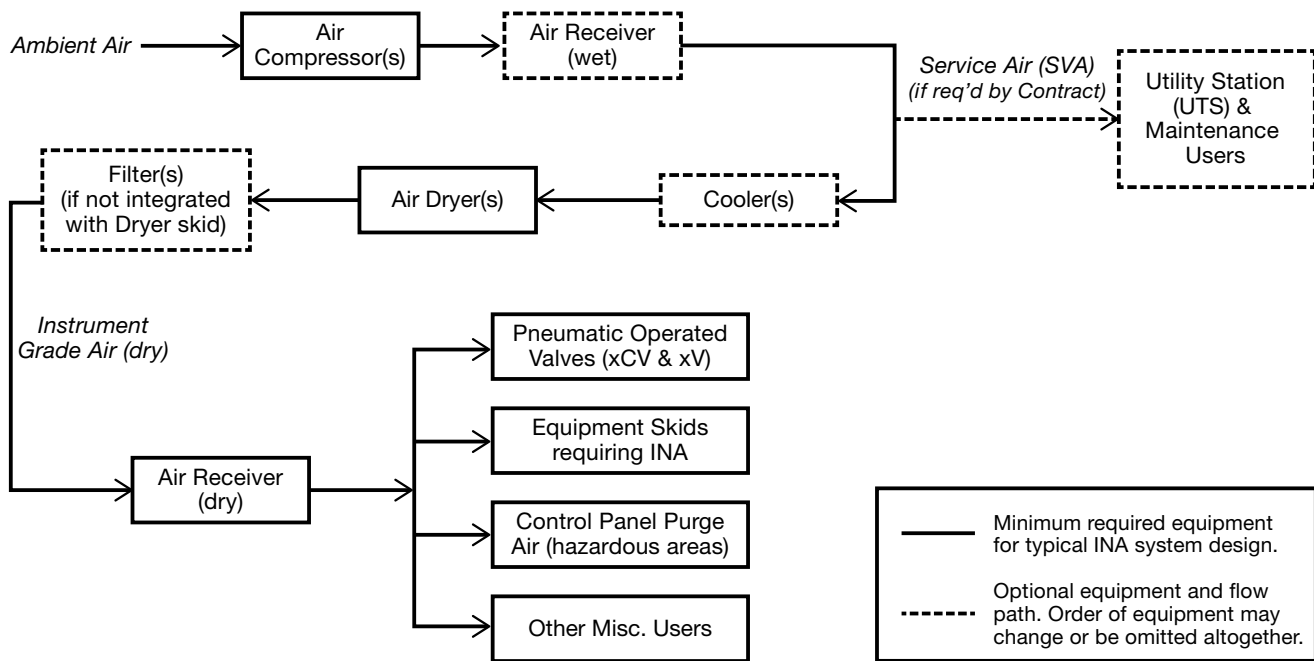 Ambient Air
Air
Compressor(s)
Air Receiver
(wet)
Service Air (SVA)
(if req'd by Contract)
Utility Station
(UTS) &
Maintenance
Users
Filter(s)
(if not integrated
with Dryer skid)
Air Dryer(s)
Cooler(s)
Instrument
Grade Air (dry)
Air Receiver
(dry)
Pneumatic Operated
Valves (xCV & xV)
Equipment Skids
requiring INA
Control Panel Purge
Air (hazardous areas)
Other Misc. Users
Minimum required equipment
for typical INA system design.
Optional equipment and flow
path. Order of equipment may
change or be omitted altogether.